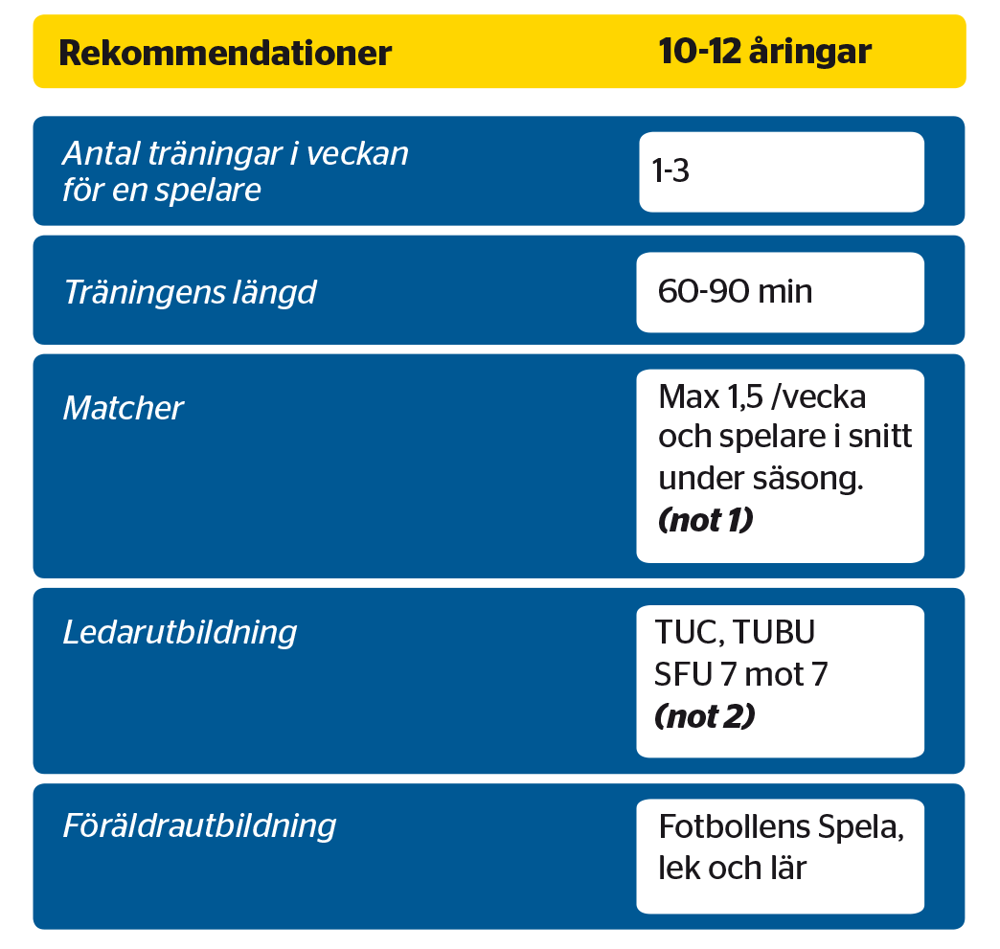 Rekommendationer 10-12 åringar
Antal träningar i veckan
för en spelare
1-3
Träningens längd 60-90 min
Matcher
Max 1,5 /vecka
och spelare i snitt
under säsong.
(not 1)
Ledarutbildning
TUC, TUBU
SFU 7 mot 7
(not 2)
Föräldrautbildning
Fotbollens Spela,
lek och lär